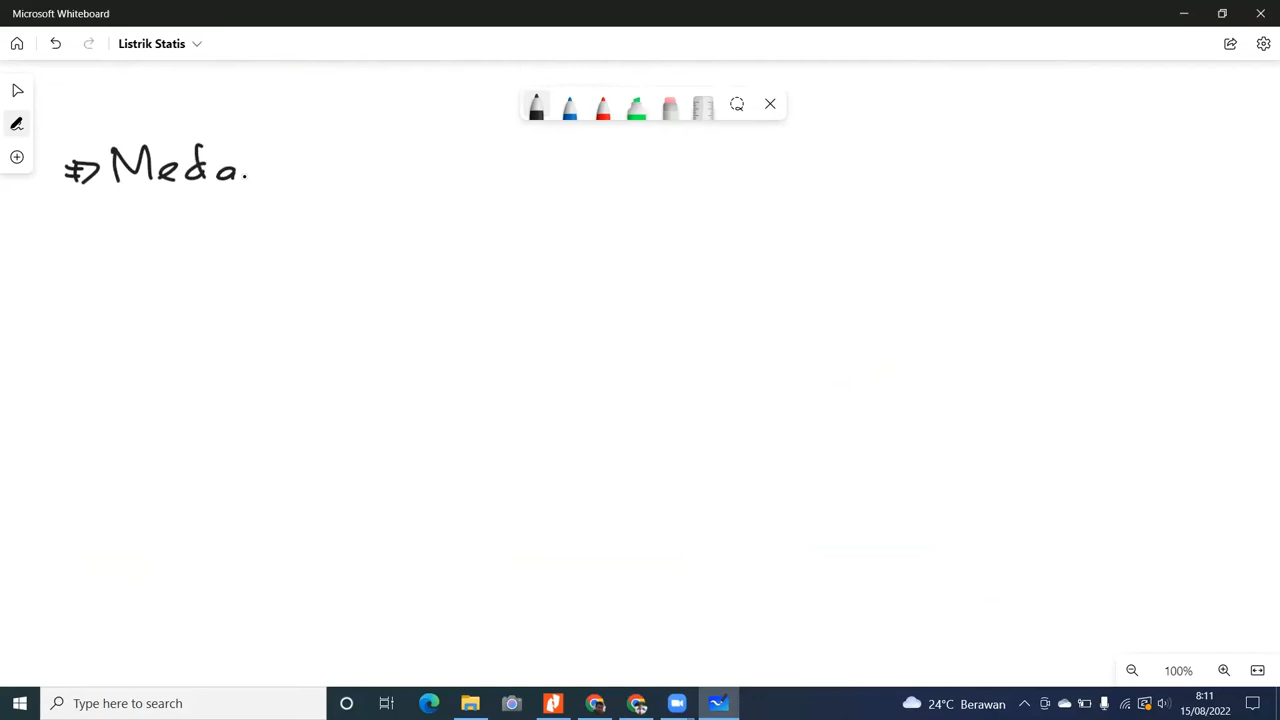 Microsoft Whiteboard
Listrik Statis
⇒ Meda.
100%
Type here to search
24°C Berawan
8:11
15/08/2022